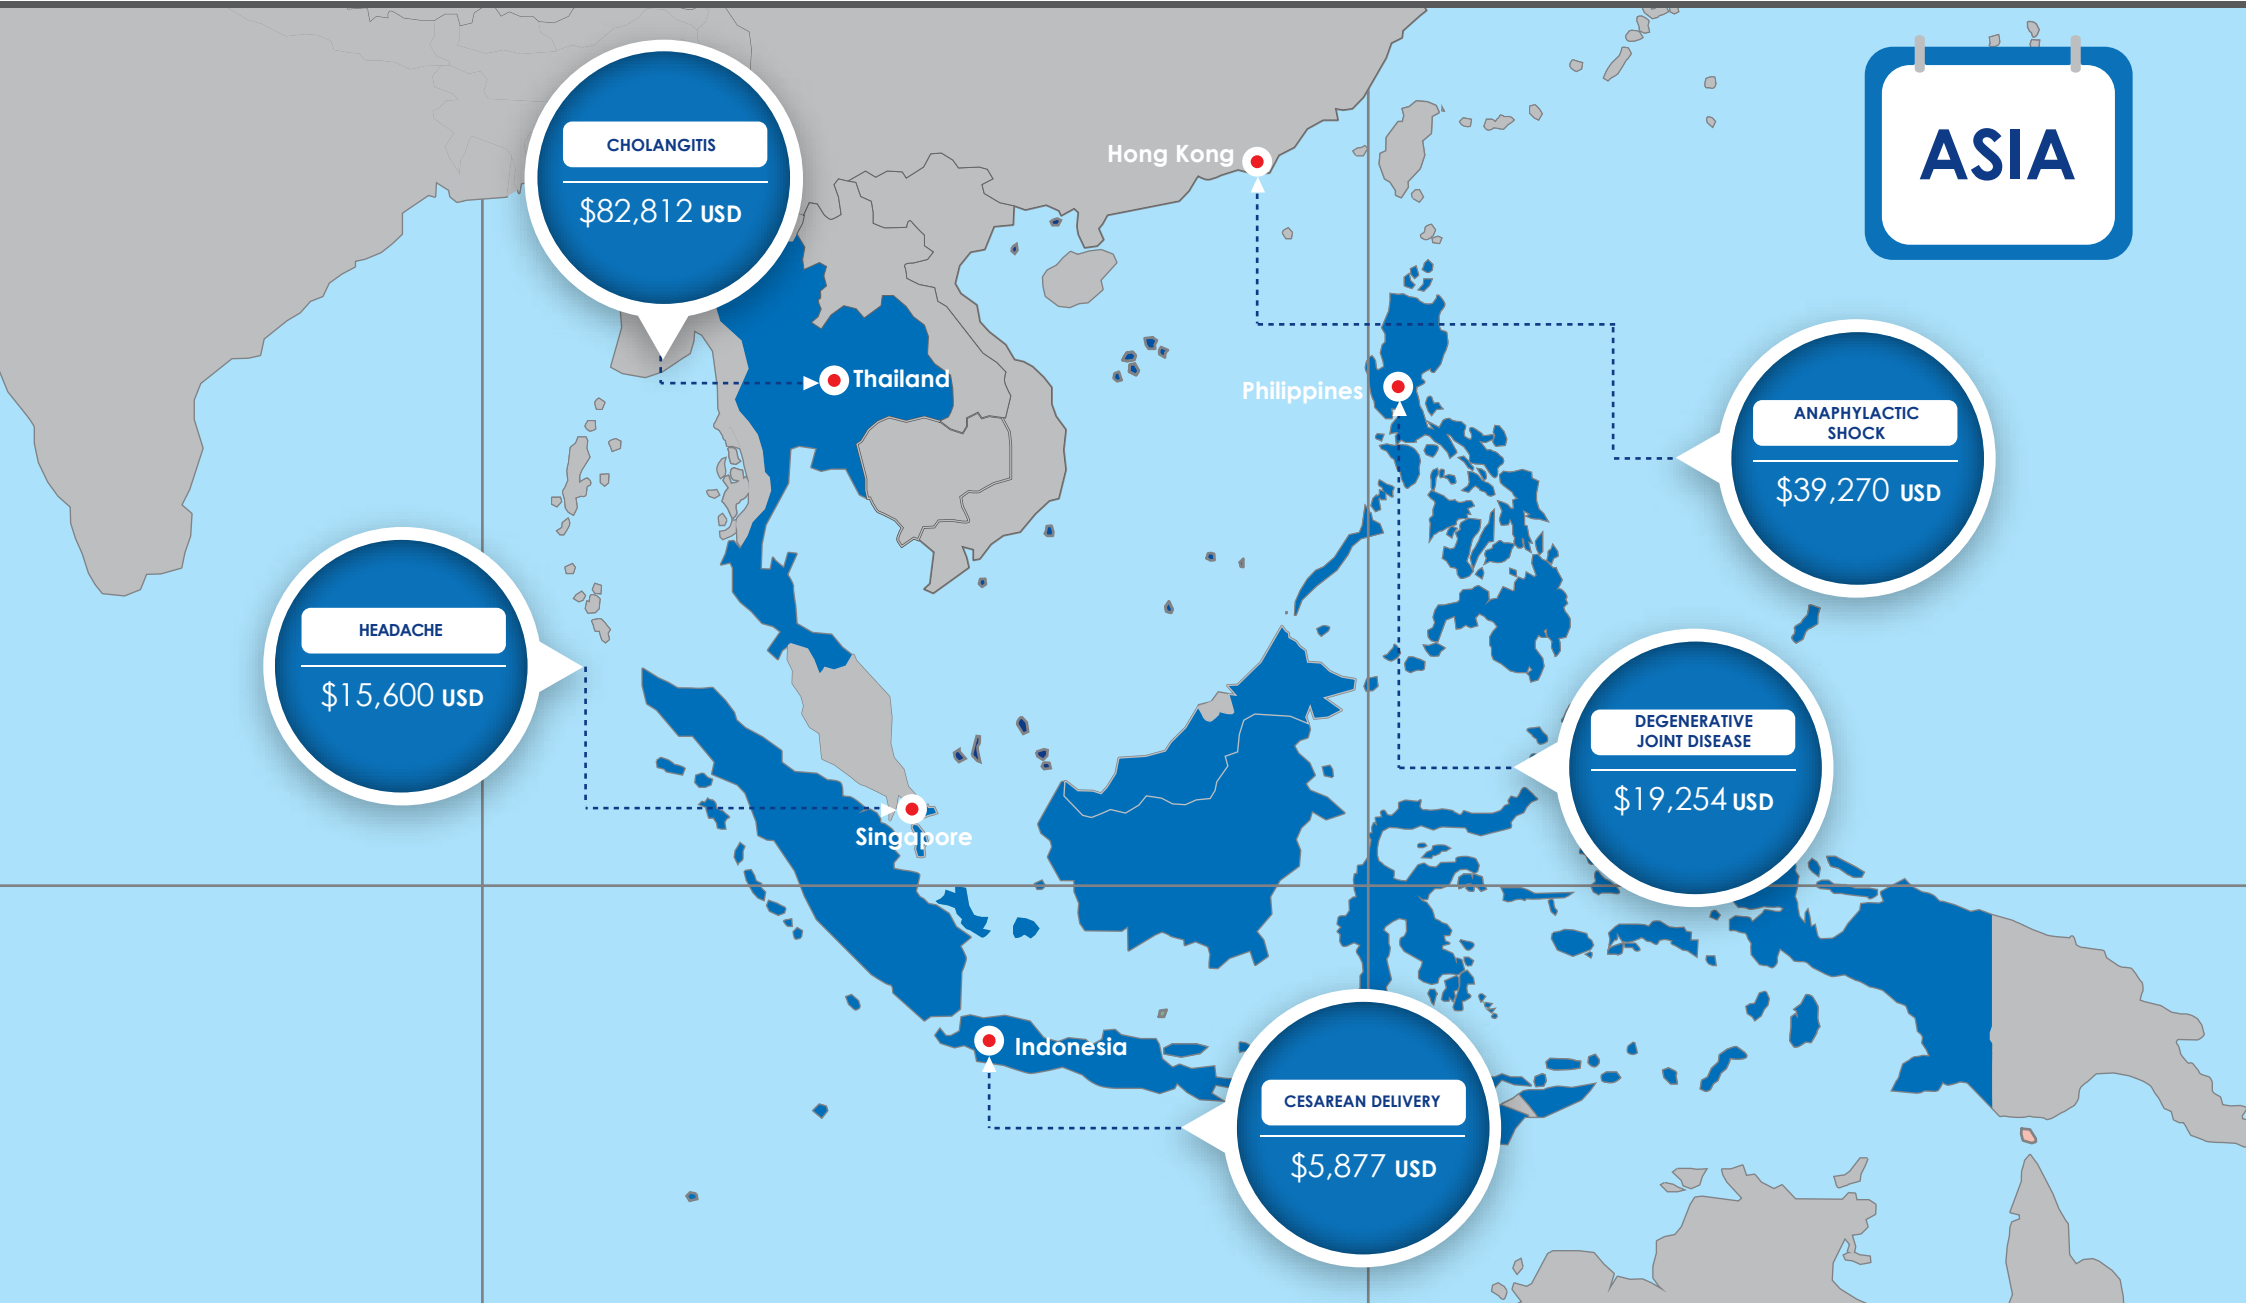 ASIA
CHOLANGITIS
$82,812 USD
Hong Kong
Thailand
Philippines
ANAPHYLACTIC
SHOCK
$39,270 USD
HEADACHE
$15,600 USD
DEGENERATIVE
JOINT DISEASE
$19,254 USD
Singapore
Indonesia
CESAREAN DELIVERY
$5,877 USD